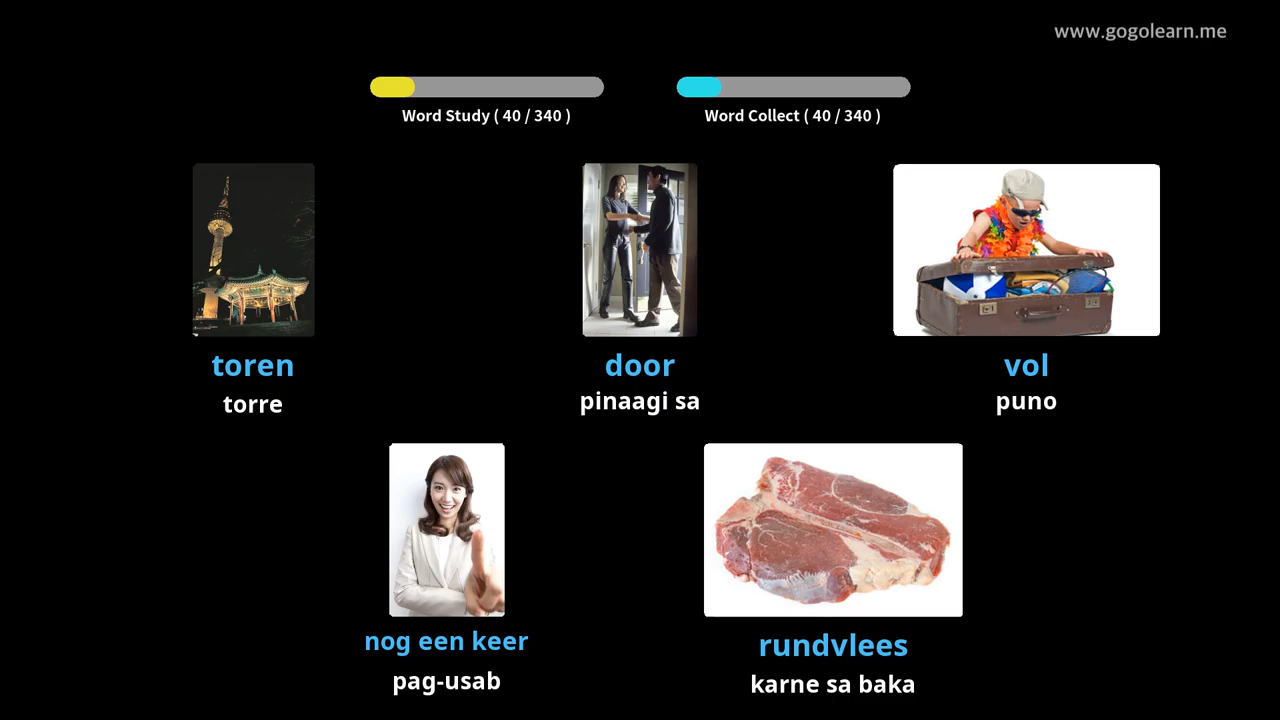 www.gogolearn.me
Word Study ( 40 / 340 )
Word Collect ( 40 / 340 )
toren
torre
door
pinaagi sa
vol
puno
nog een keer
pag-usab
rundvlees
karne sa baka